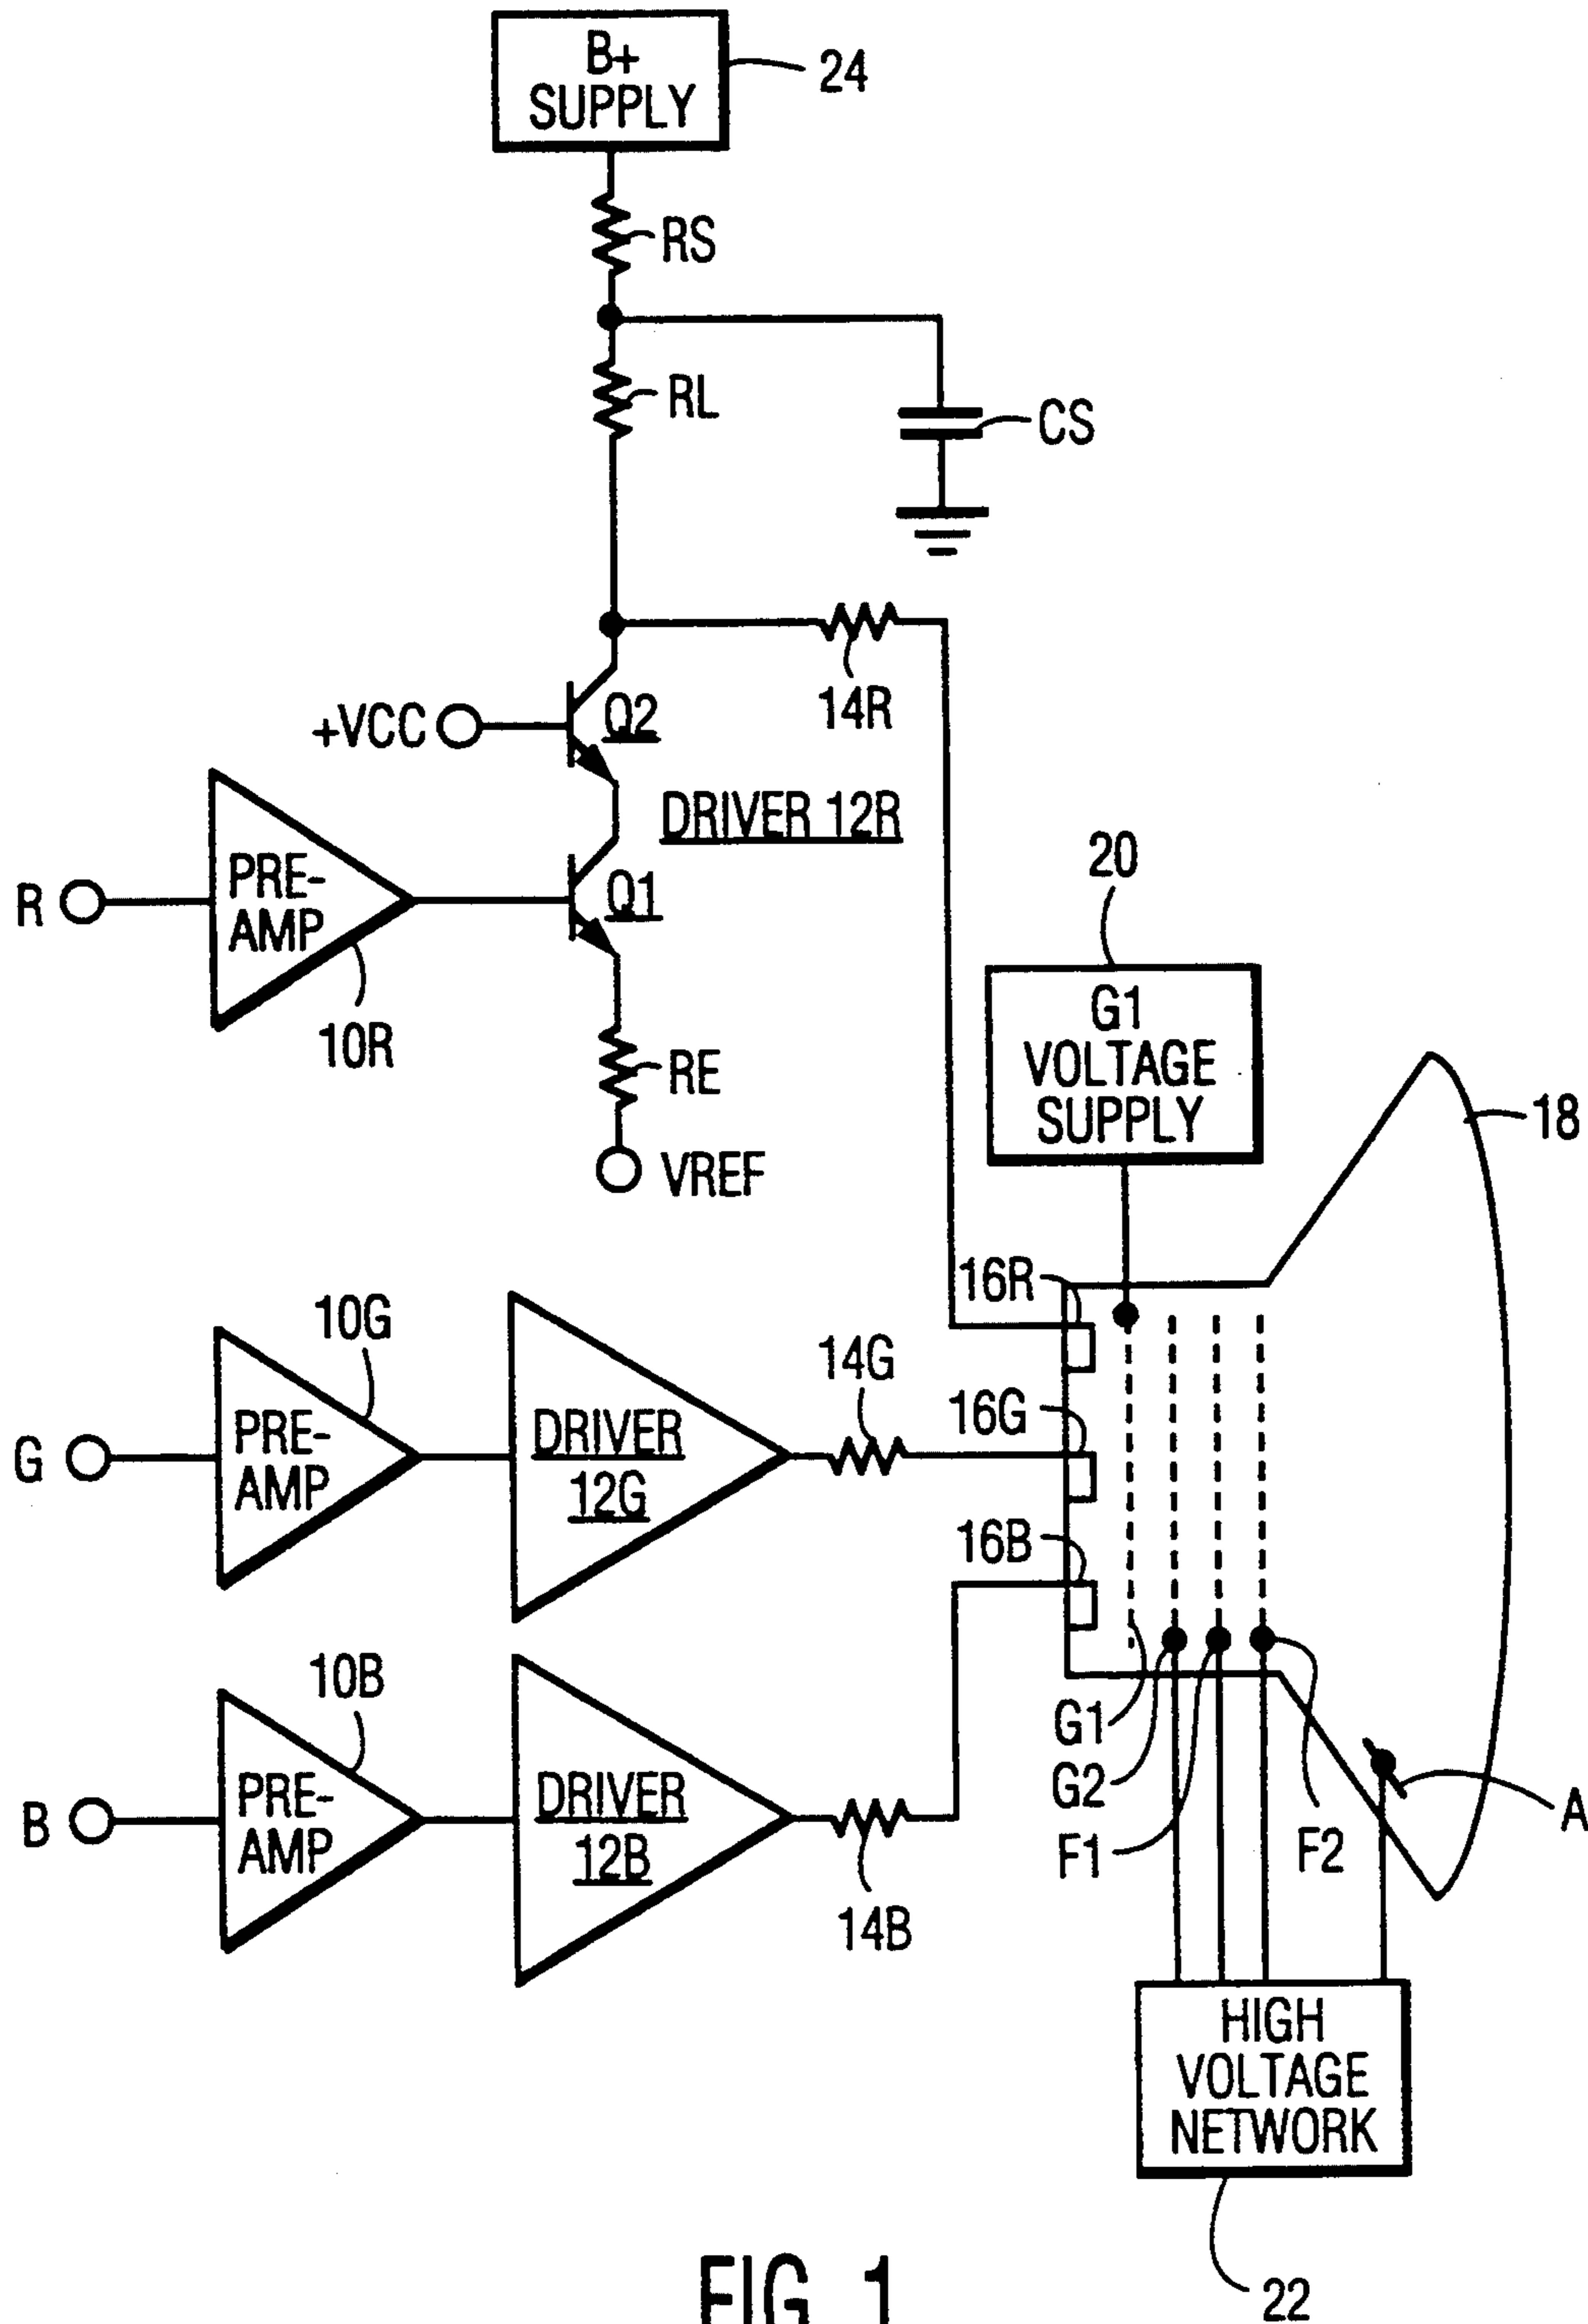 B+
SUPPLY
24
RS
RL
CS
14R
+VCC
Q2
DRIVER 12R
PRE-
AMP
R
Q1
10R
RE
VREF
20
G1
VOLTAGE
SUPPLY
18
16R
10G
14G
16G
G
PRE-
AMP
DRIVER
12G
16B
10B
G1
G2
F1
F2
A
B
PRE-
AMP
DRIVER
12B
14B
HIGH
VOLTAGE
NETWORK
22
FIG. 1